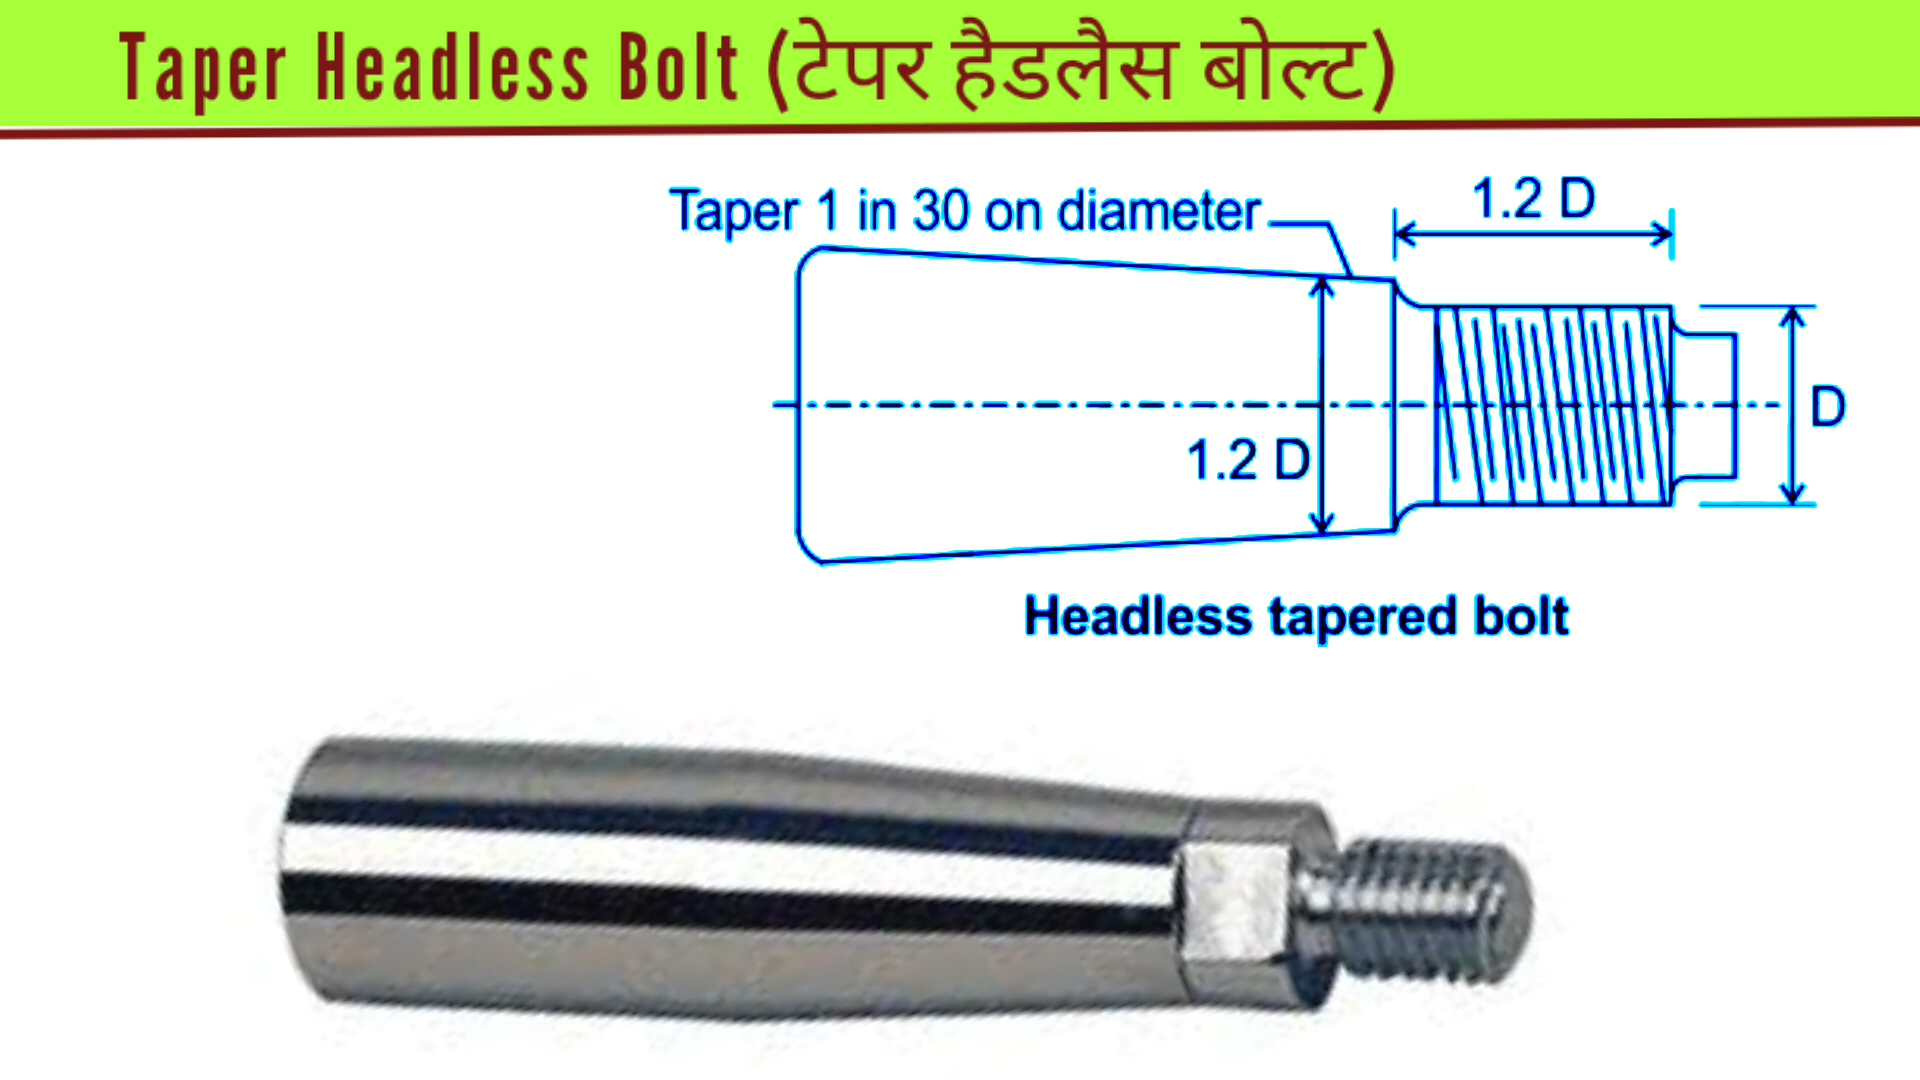 Taper Headless Bolt (टेपर हैडलैस बोल्ट)
Taper 1 in 30 on diameter
1.2 D
1.2 D
D
Headless tapered bolt